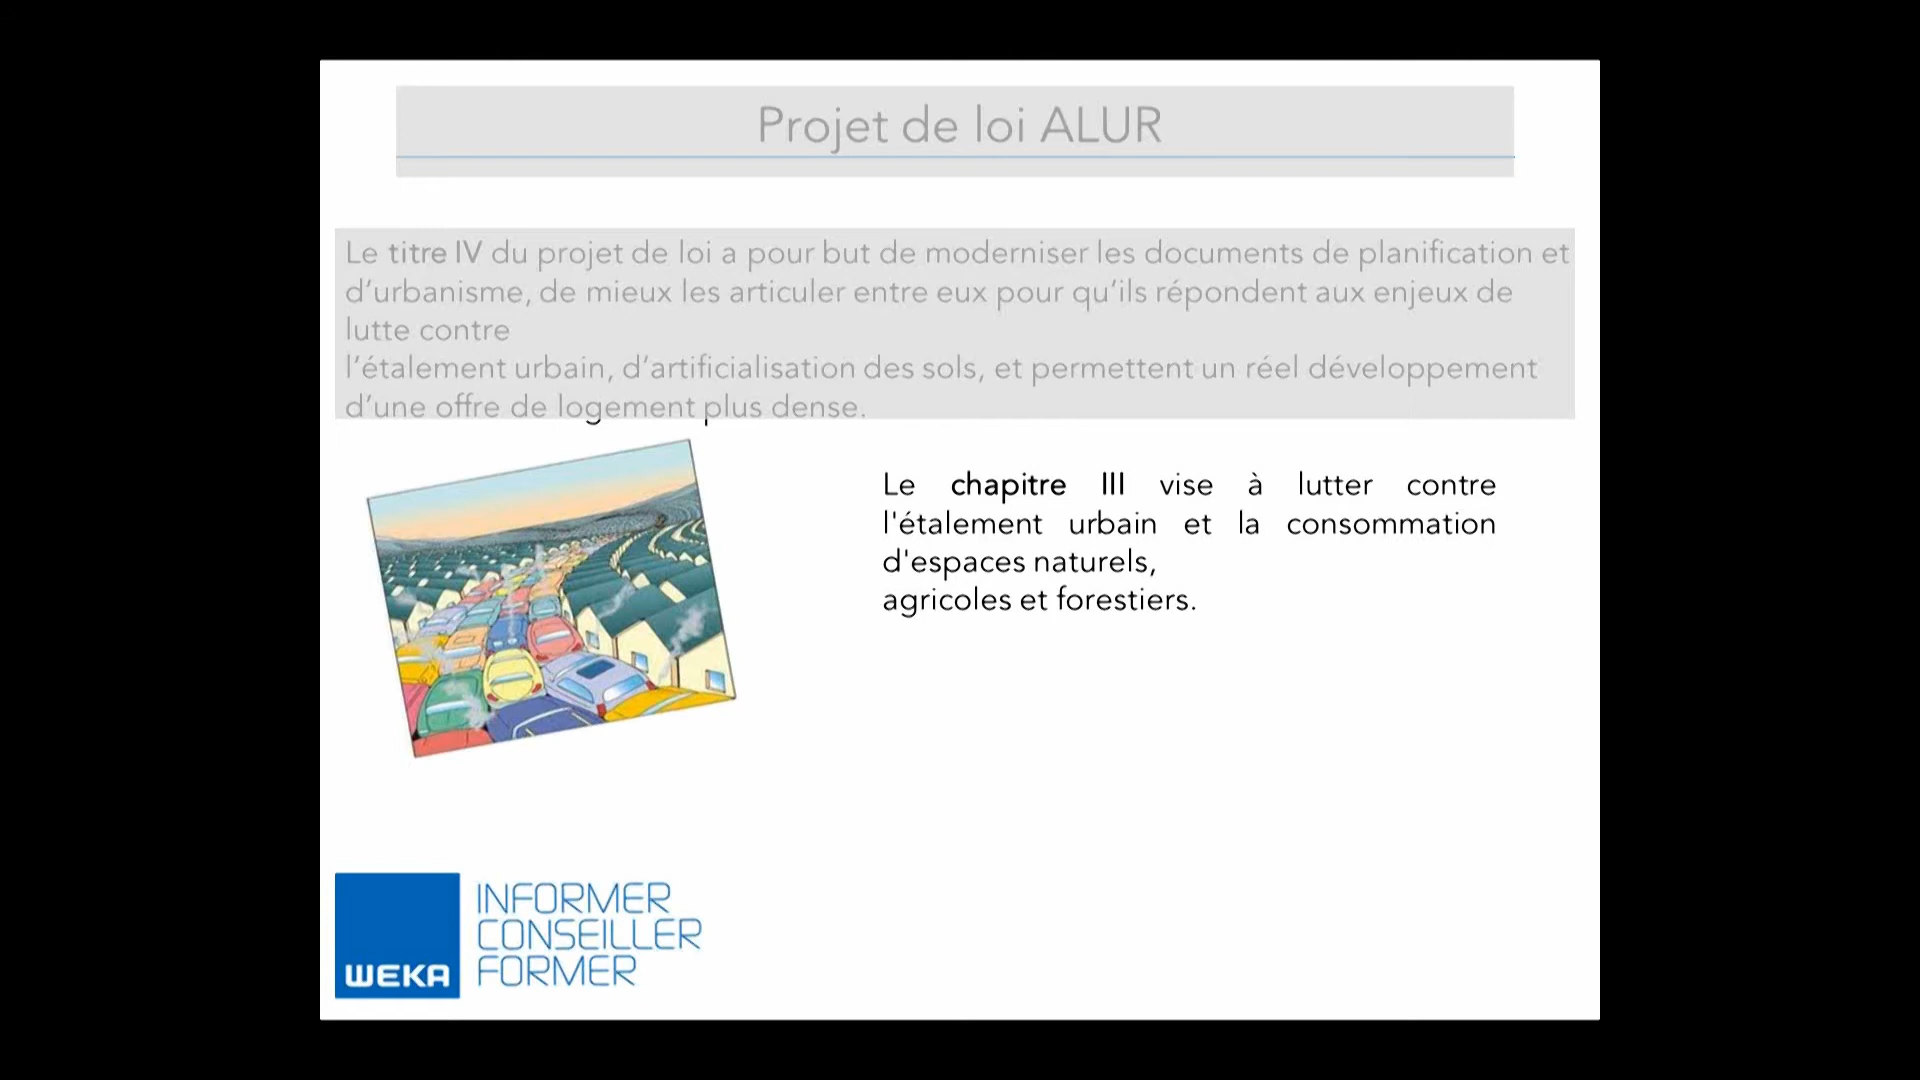 Projet de loi ALUR
Le titre IV du projet de loi a pour but de moderniser les documents de planification et
d’urbanisme, de mieux les articuler entre eux pour qu’ils répondent aux enjeux de
lutte contre
l’étalement urbain, d’artificialisation des sols, et permettent un réel développement
d’une offre de logement plus dense.
Le chapitre III vise à lutter contre
l'étalement urbain et la consommation
d'espaces naturels,
agricoles et forestiers.
WEKA
INFORMER
CONSEILLER
FORMER